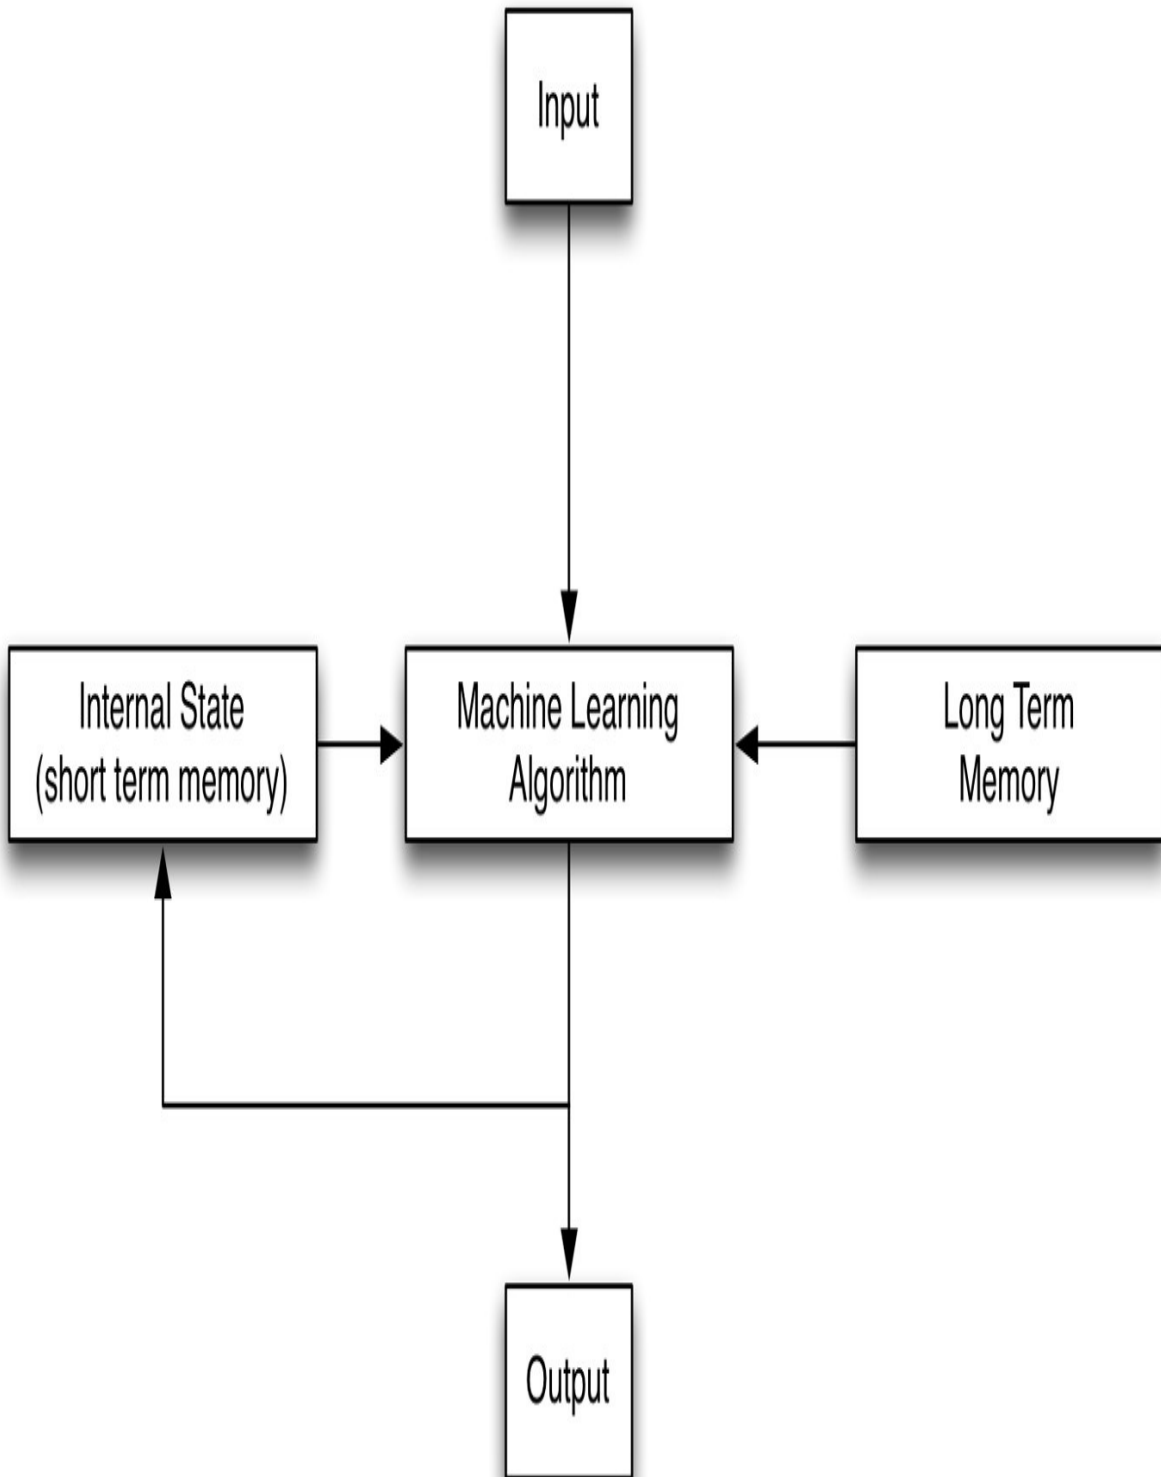 Input
Internal State
(short term memory)
Machine Learning
Algorithm
Long Term
Memory
Output